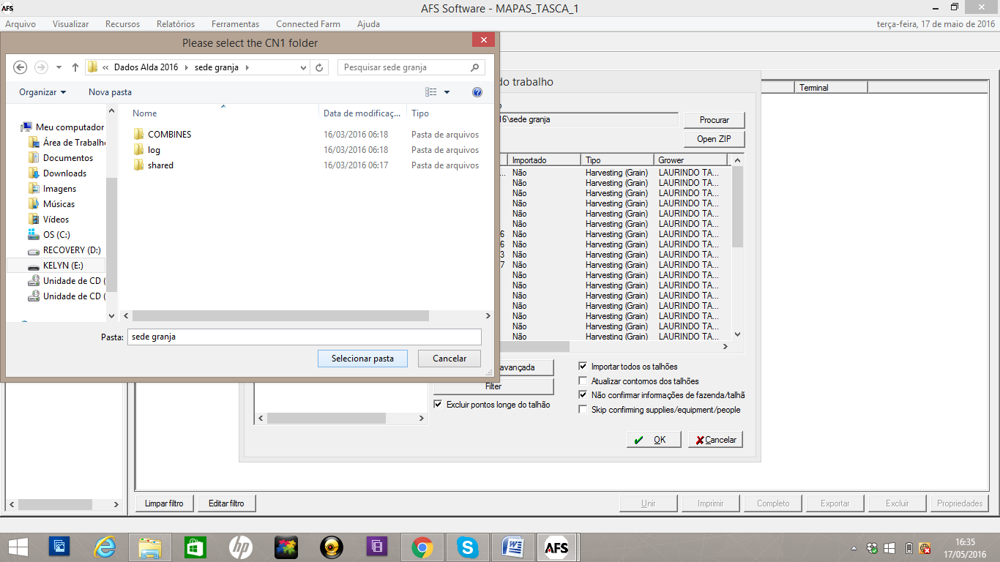 AFS
AFS Software - MAPAS_TASCA_1
Arquivo Visualizar Recursos Relatórios Ferramentas Connected Farm Ajuda
terça-feira, 17 de maio de 2016
Please select the CN1 folder
« Dados Alda 2016 sede granja
Pesquisar sede granja
Organizar Nova pasta
Nome Data de modificaç... Tipo
COMBINES 16/03/2016 06:18 Pasta de arquivos
log 16/03/2016 06:18 Pasta de arquivos
shared 16/03/2016 06:17 Pasta de arquivos
Meu computador
Área de Trabalh
Documentos
Downloads
Imagens
Músicas
Vídeos
OS (C:)
RECOVERY (D:)
KELYN (E:)
Unidade de CD (
Unidade de CD (
Pasta: sede granja
Selecionar pasta Cancelar
do trabalho
Terminal
\sede granja
Procurar
Open ZIP
Importado Tipo Grower
... Não Harvesting (Grain) LAURINDO TA...
Não Harvesting (Grain) LAURINDO TA...
Não Harvesting (Grain) LAURINDO TA...
Não Harvesting (Grain) LAURINDO TA...
Não Harvesting (Grain) LAURINDO TA...
Não Harvesting (Grain) LAURINDO TA...
6 Não Harvesting (Grain) LAURINDO TA...
6 Não Harvesting (Grain) LAURINDO TA...
3 Não Harvesting (Grain) LAURINDO TA...
7 Não Harvesting (Grain) LAURINDO TA...
Não Harvesting (Grain) LAURINDO TA...
Não Harvesting (Grain) LAURINDO TA...
Não Harvesting (Grain) LAURINDO TA...
Não Harvesting (Grain) LAURINDO TA...
Não Harvesting (Grain) LAURINDO TA...
Não Harvesting (Grain) LAURINDO TA...
Não Harvesting (Grain) LAURINDO TA...
avançada
Filter
Excluir pontos longe do talhão
Importar todos os talhões
Atualizar contornos dos talhões
Não confirmar informações de fazenda/talhã
Skip confirming supplies/equipment/people
OK Cancelar
Limpar filtro Editar filtro
Unir Imprimir Completo Exportar Excluir Propriedades
hp
AFS
16:35
17/05/2016